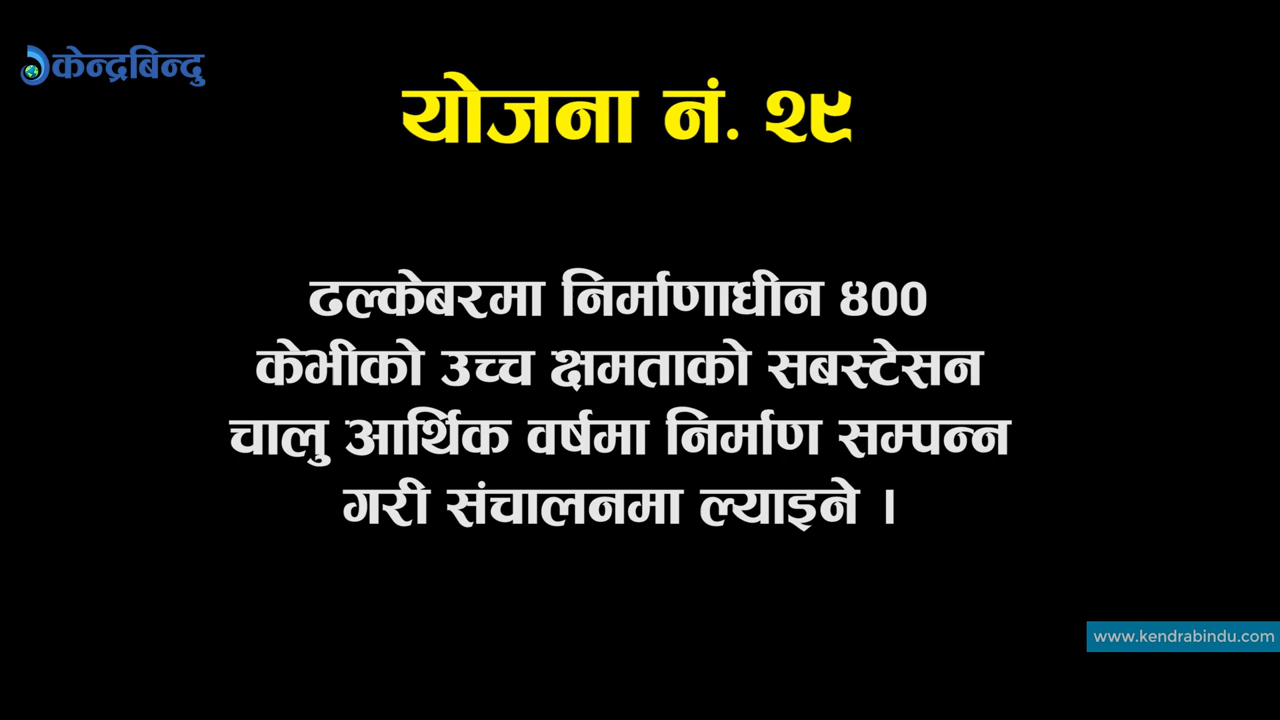 केन्द्रबिन्दु
योजना नं. २९
ढल्केबरमा निर्माणाधीन ४००
केभीको उच्च क्षमताको सबस्टेसन
चालु आर्थिक वर्षमा निर्माण सम्पन्न
गरी संचालनमा ल्याइने ।
www.kendrabindu.com